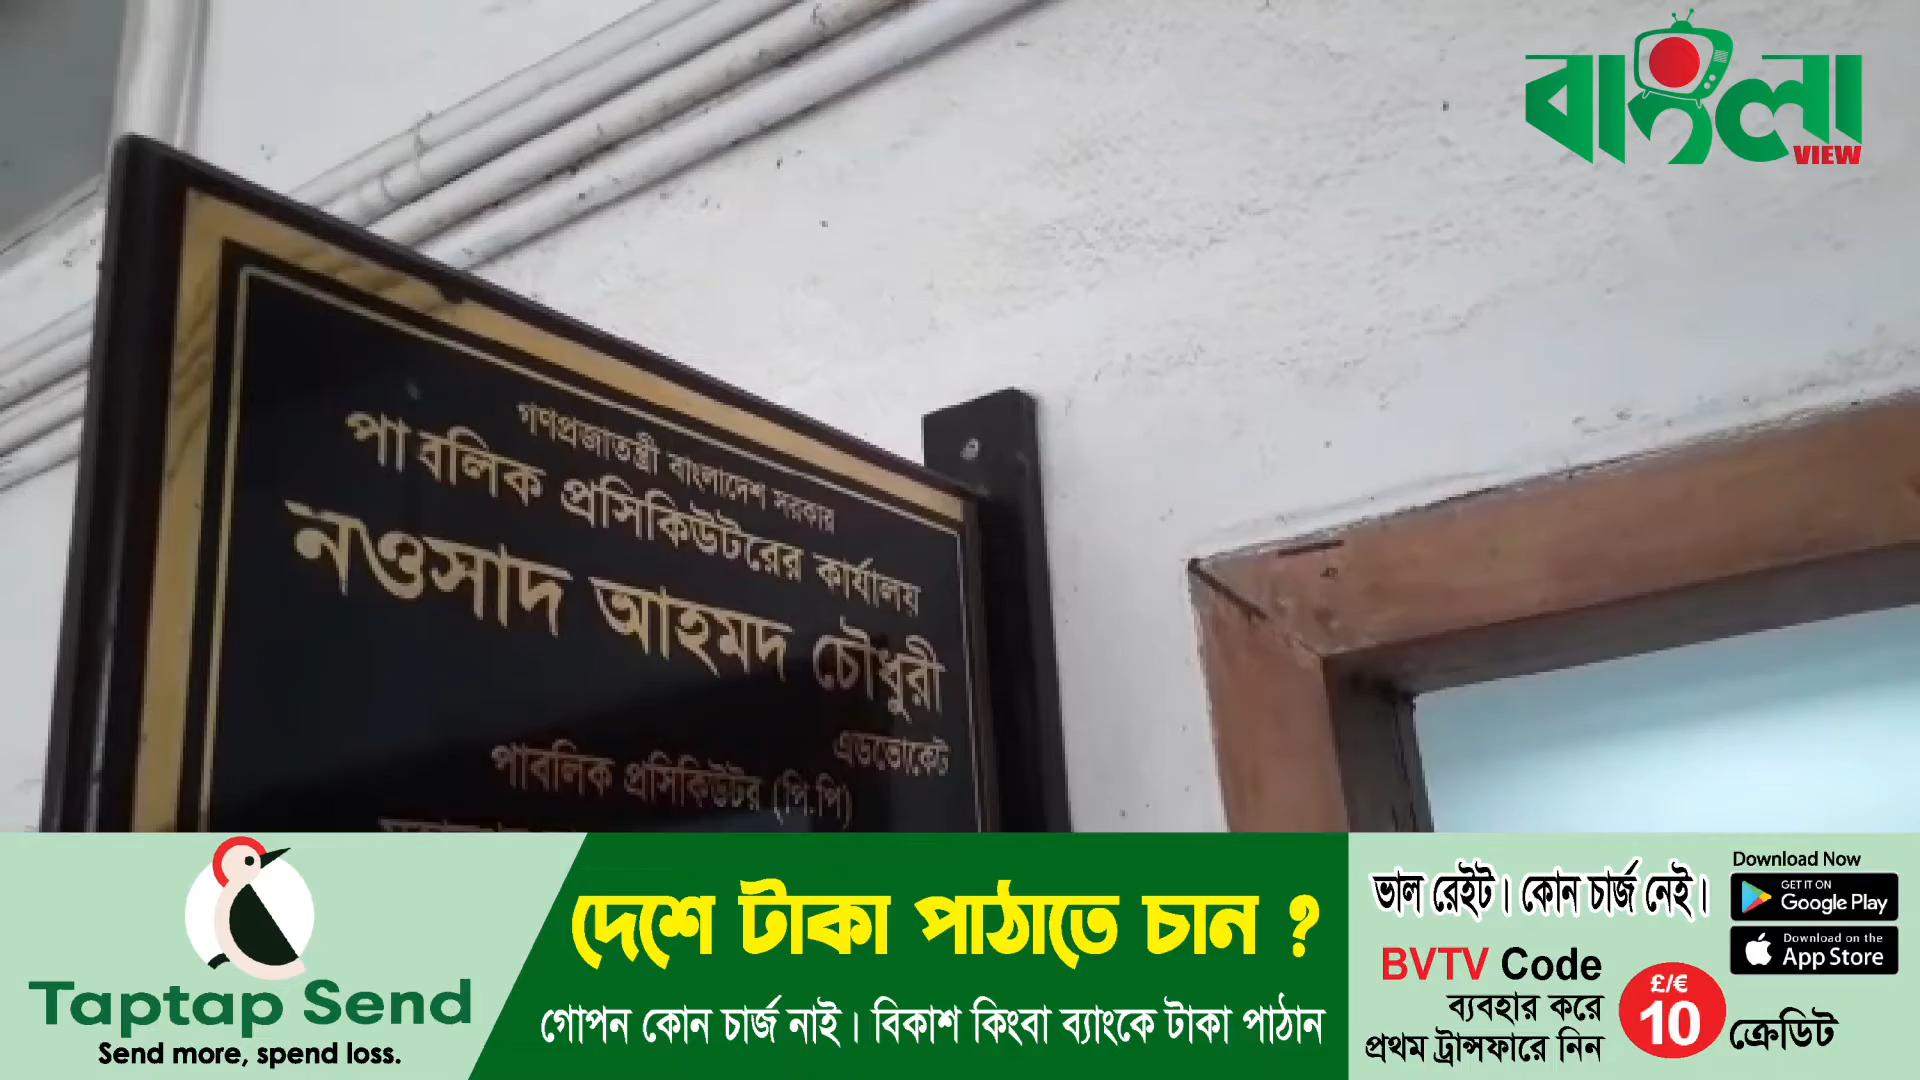 বাংলা
VIEW
গণপ্রজাতন্ত্রী বাংলাদেশ সরকার
পাবলিক প্রসিকিউটরের কার্যালয়
নওসাদ আহমদ চৌধুরী
এডভোকেট
পাবলিক প্রসিকিউটর (পি.পি)
Taptap Send
Send more, spend loss.
দেশে টাকা পাঠাতে চান ?
গোপন কোন চার্জ নাই। বিকাশ কিংবা ব্যাংকে টাকা পাঠান
ভাল রেইট। কোন চার্জ নেই।
BVTV Code
ব্যবহার করে
প্রথম ট্রান্সফারে নিন
£/€
10
ক্রেডিট
Download Now
GET IT ON
Google Play
Download on the
App Store